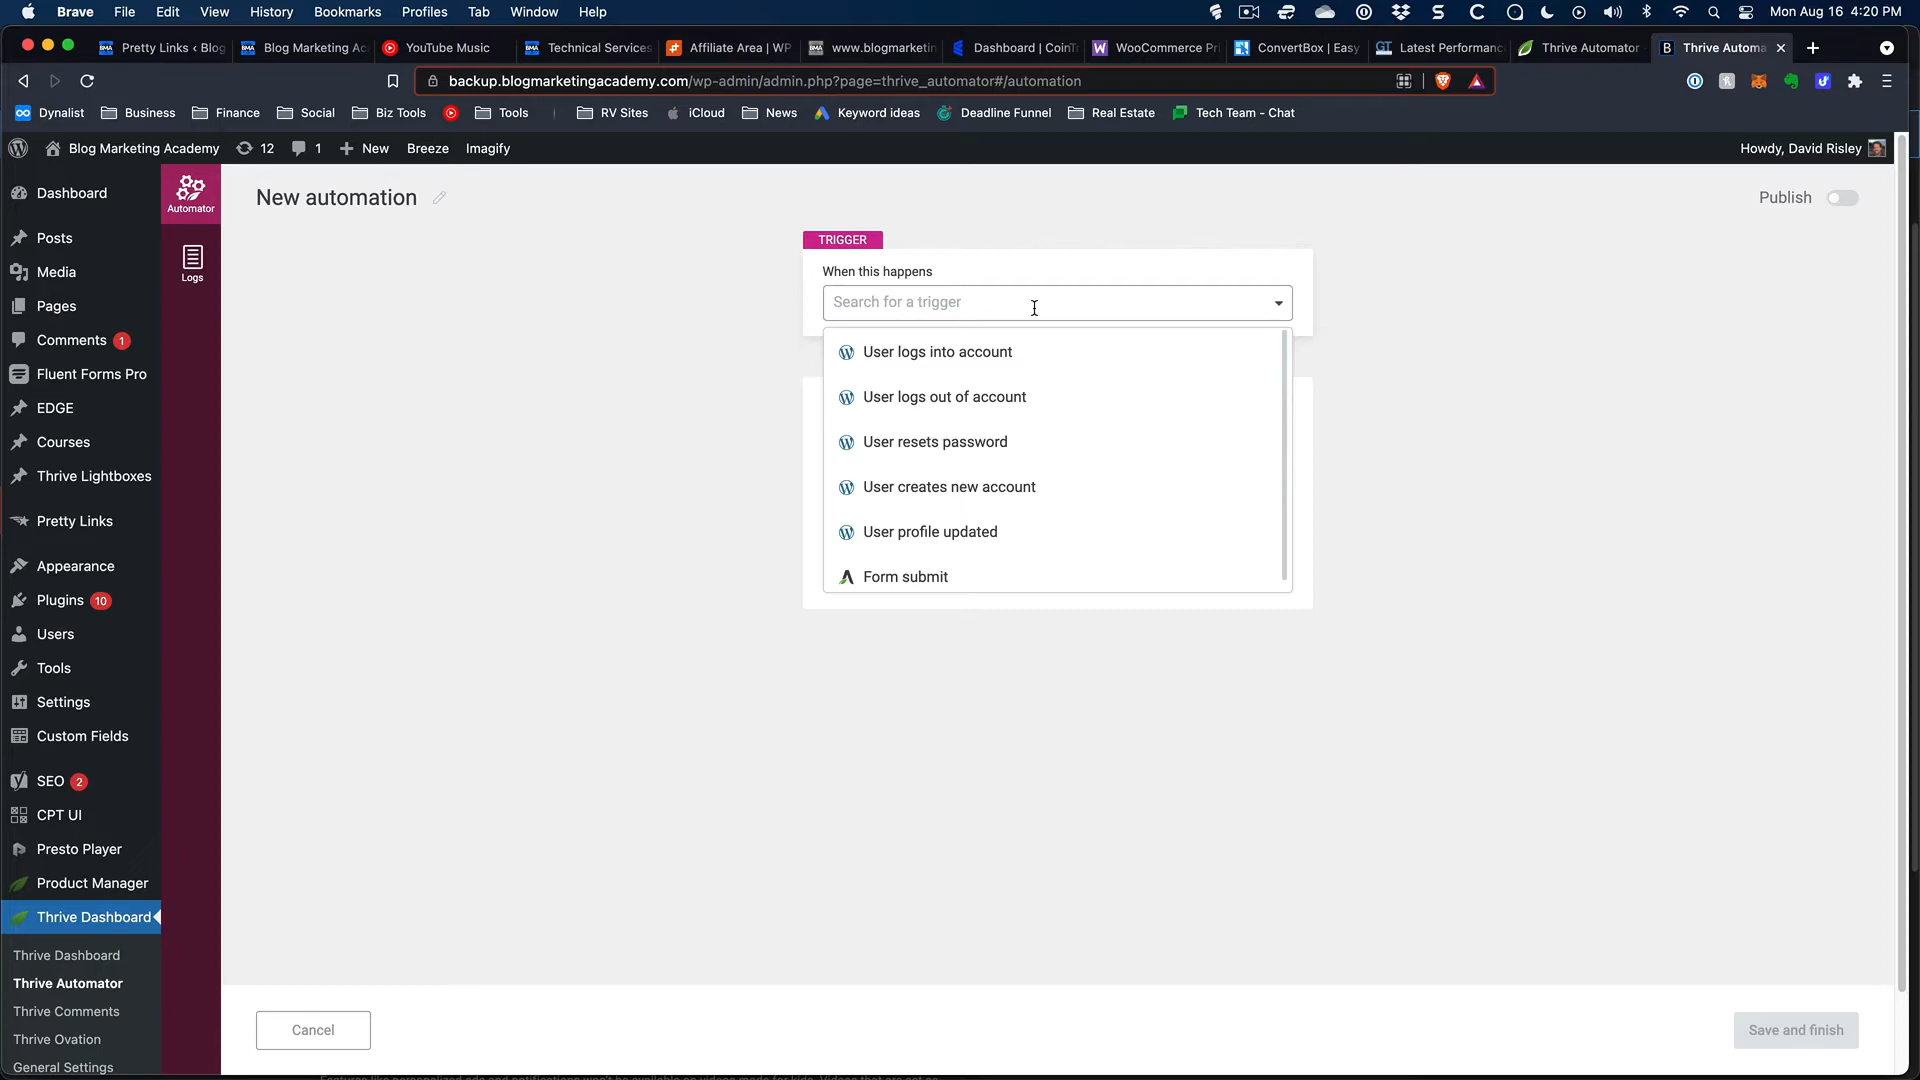 Brave File Edit View History Bookmarks Profiles Tab Window Help
Mon Aug 16 4:20 PM
Pretty Links ‹ Blog
Blog Marketing Ac
YouTube Music
Technical Services
Affiliate Area | WP
www.blogmarketin
Dashboard | CoinTr
WooCommerce Pri
ConvertBox | Easy
Latest Performanc
Thrive Automator
Thrive Automa
backup.blogmarketingacademy.com/wp-admin/admin.php?page=thrive_automator#/automation
Dynalist Business Finance Social Biz Tools Tools RV Sites iCloud News Keyword ideas Deadline Funnel Real Estate Tech Team - Chat
Blog Marketing Academy 12 1 New Breeze Imagify
Howdy, David Risley
Dashboard
Posts
Media
Pages
Comments 1
Fluent Forms Pro
EDGE
Courses
Thrive Lightboxes
Pretty Links
Appearance
Plugins 10
Users
Tools
Settings
Custom Fields
SEO 2
CPT UI
Presto Player
Product Manager
Thrive Dashboard
Thrive Dashboard
Thrive Automator
Thrive Comments
Thrive Ovation
General Settings
Automator
Logs
New automation
Publish
TRIGGER
When this happens
Search for a trigger
User logs into account
User logs out of account
User resets password
User creates new account
User profile updated
Form submit
Cancel
Save and finish